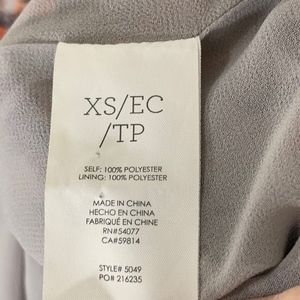 XS/EC
/TP
SELF: 100% POLYESTER
LINING: 100% POLYESTER
MADE IN CHINA
HECHO EN CHINA
FABRIQUÉ EN CHINE
RN#54077
CA#59814
STYLE# 5049
PO# 216235